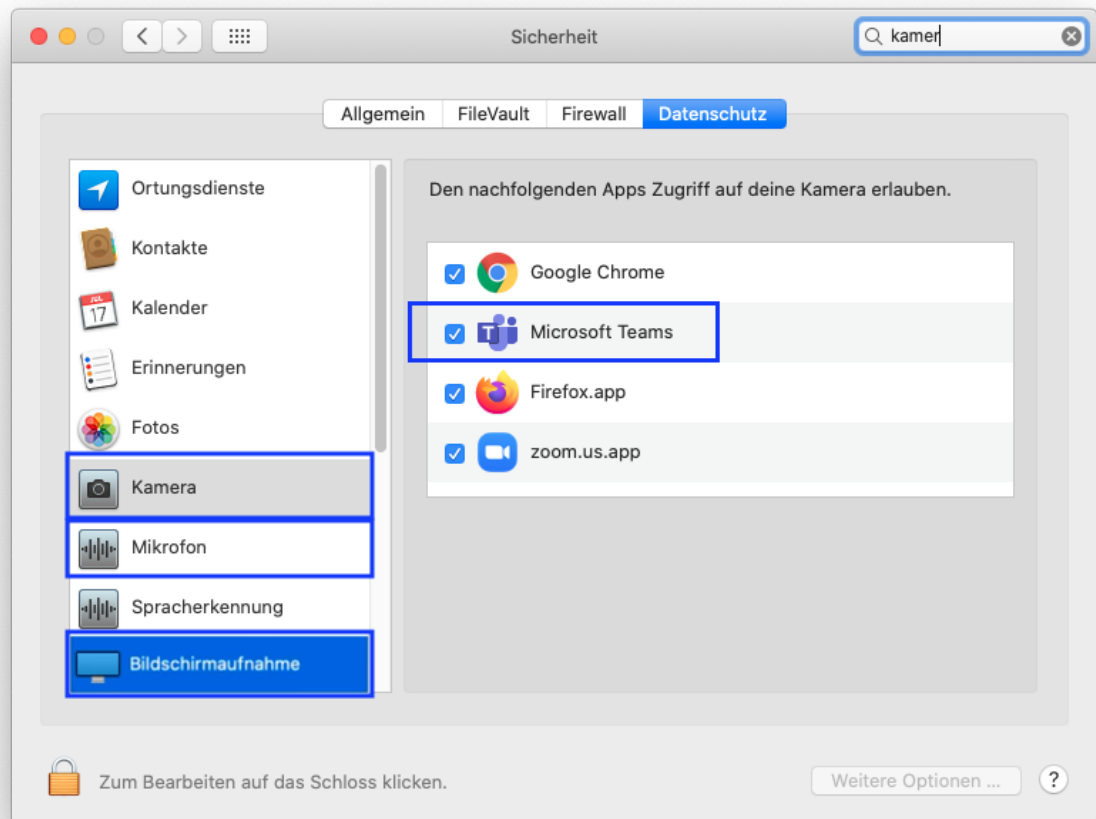 Sicherheit
kamer
Allgemein
FileVault
Firewall
Datenschutz
Ortungsdienste
Kontakte
JUL
17
Kalender
Erinnerungen
Fotos
Kamera
Mikrofon
Spracherkennung
Bildschirmaufnahme
Den nachfolgenden Apps Zugriff auf deine Kamera erlauben.
Google Chrome
T
Microsoft Teams
Firefox.app
zoom.us.app
Zum Bearbeiten auf das Schloss klicken.
Weitere Optionen ...
?